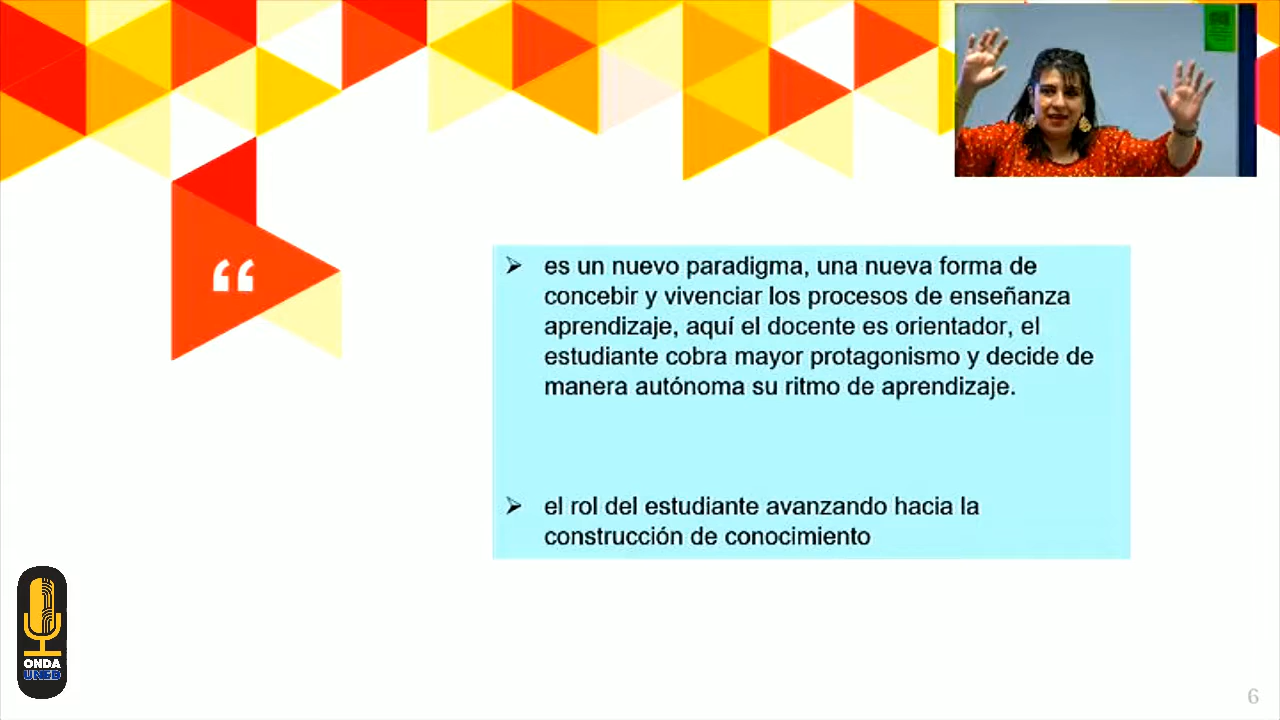 “
➢ es un nuevo paradigma, una nueva forma de
concebir y vivenciar los procesos de enseñanza
aprendizaje, aquí el docente es orientador, el
estudiante cobra mayor protagonismo y decide de
manera autónoma su ritmo de aprendizaje.
➢ el rol del estudiante avanzando hacia la
construcción de conocimiento
ONDA
UNED
6